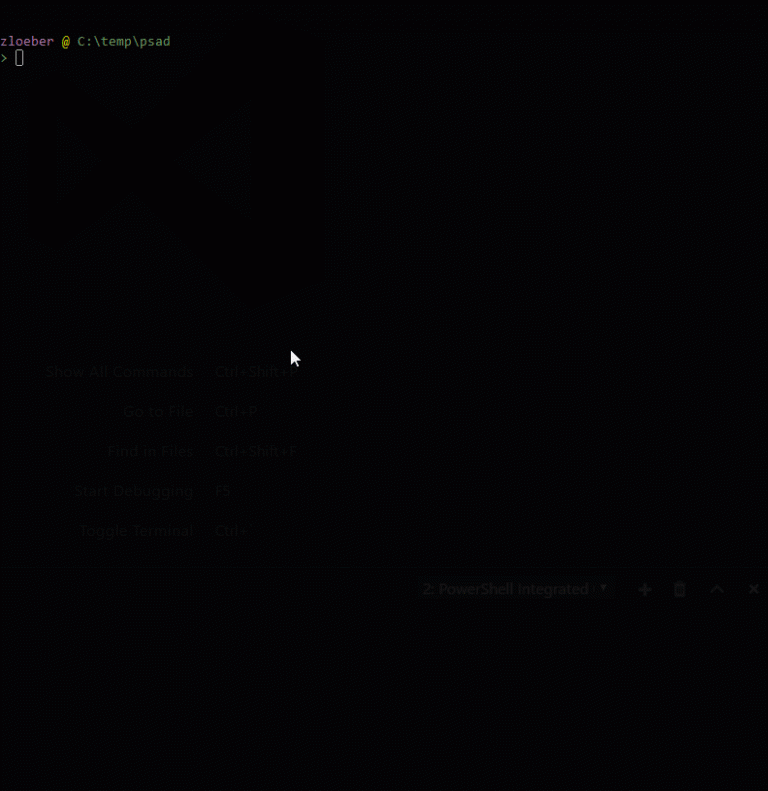 zloeber @ C:\temp\psad
>
Show All Commands Ctrl+Shift+P
Go to File Ctrl+P
Find in Files Ctrl+Shift+F
Start Debugging F5
Toggle Terminal Ctrl+
2: PowerShell Integrated